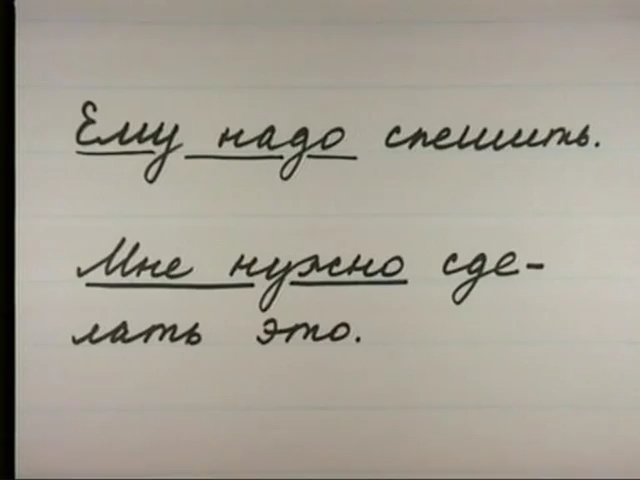 Ему надо спешить.
Мне нужно сде-
лать это.